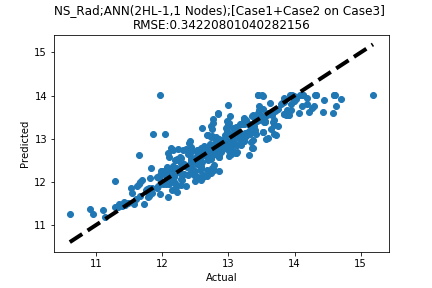 NS_Rad;ANN(2HL-1,1 Nodes);[Case1+Case2 on Case3]
RMSE:0.34220801040282156
15
14
13
12
11
Predicted
11
12
13
14
15
Actual